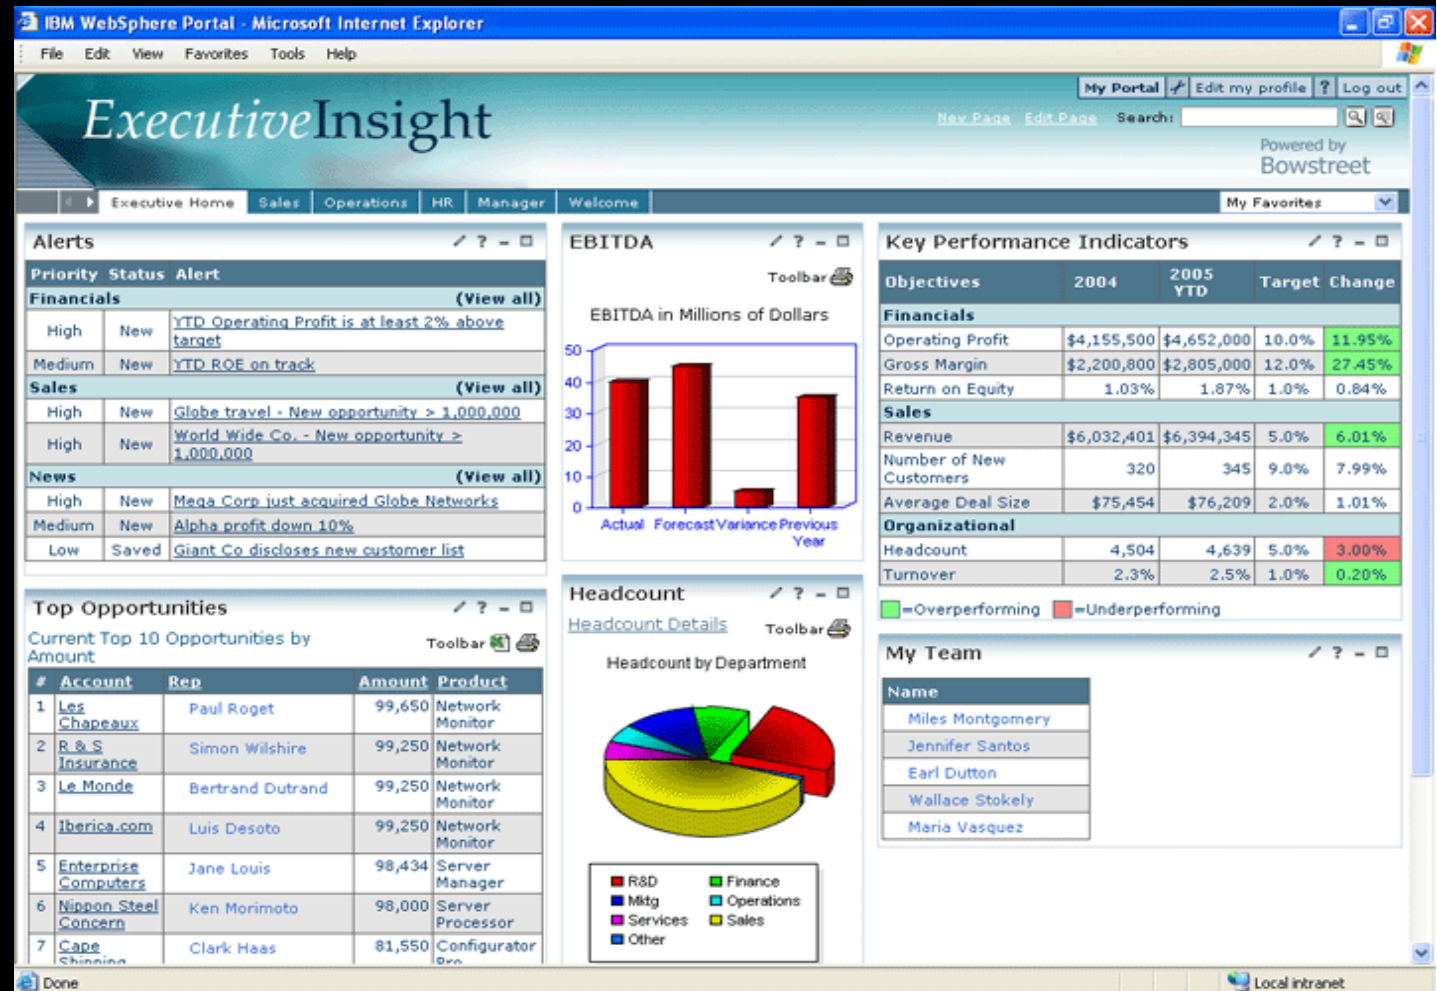 IBM WebSphere Portal - Microsoft Internet Explorer
File Edit View Favorites Tools Help
My Portal Edit my profile ? Log out
ExecutiveInsight
New Page Edit Page Search:
Powered by
Bowstreet
Executive Home Sales Operations HR Manager Welcome
My Favorites
Alerts
Priority Status Alert
Financials (View all)
High New YTD Operating Profit is at least 2% above
target
Medium New YTD ROE on track
Sales (View all)
High New Globe travel - New opportunity > 1,000,000
High New World Wide Co. - New opportunity >
1,000,000
News (View all)
High New Mega Corp just acquired Globe Networks
Medium New Alpha profit down 10%
Low Saved Giant Co discloses new customer list
Top Opportunities
Current Top 10 Opportunities by
Amount
Toolbar
# Account Rep Amount Product
1 Les Chapeaux Paul Roget 99,650 Network Monitor
2 R & S Insurance Simon Wilshire 99,250 Network Monitor
3 Le Monde Bertrand Dutrand 99,250 Network Monitor
4 Iberica.com Luis Desoto 99,250 Network Monitor
5 Enterprise Computers Jane Louis 98,434 Server Manager
6 Nippon Steel Concern Ken Morimoto 98,000 Server Processor
7 Cape Shipping Clark Haas 81,550 Configurator Pro
EBITDA
Toolbar
EBITDA in Millions of Dollars
50
40
30
20
10
0
Actual Forecast Variance Previous
Year
Headcount
Headcount Details
Toolbar
Headcount by Department
R&D Finance
Mktg Operations
Services Sales
Other
Key Performance Indicators
Objectives 2004 2005 YTD Target Change
Financials
Operating Profit $4,155,500 $4,652,000 10.0% 11.95%
Gross Margin $2,200,800 $2,805,000 12.0% 27.45%
Return on Equity 1.03% 1.87% 1.0% 0.84%
Sales
Revenue $6,032,401 $6,394,345 5.0% 6.01%
Number of New
Customers 320 345 9.0% 7.99%
Average Deal Size $75,454 $76,209 2.0% 1.01%
Organizational
Headcount 4,504 4,639 5.0% 3.00%
Turnover 2.3% 2.5% 1.0% 0.20%
=Overperforming =Underperforming
My Team
Name
Miles Montgomery
Jennifer Santos
Earl Dutton
Wallace Stokely
Maria Vasquez
Done
Local intranet